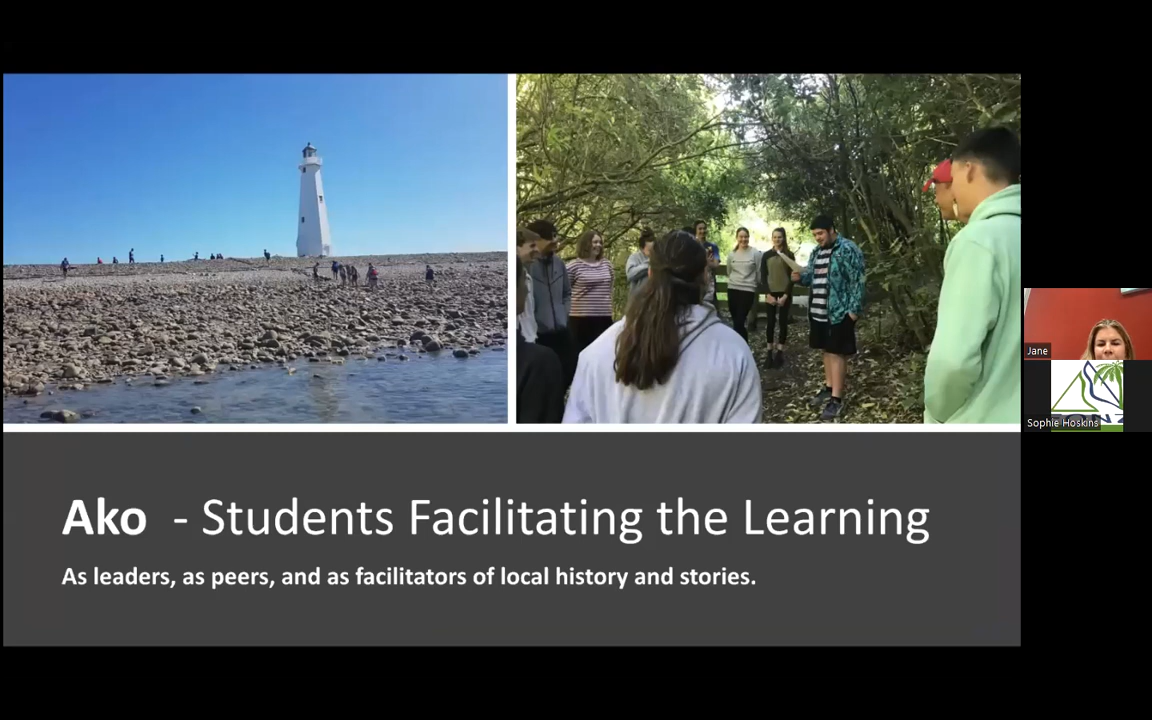 Ako - Students Facilitating the Learning
As leaders, as peers, and as facilitators of local history and stories.
Jane
Sophie Hoskins